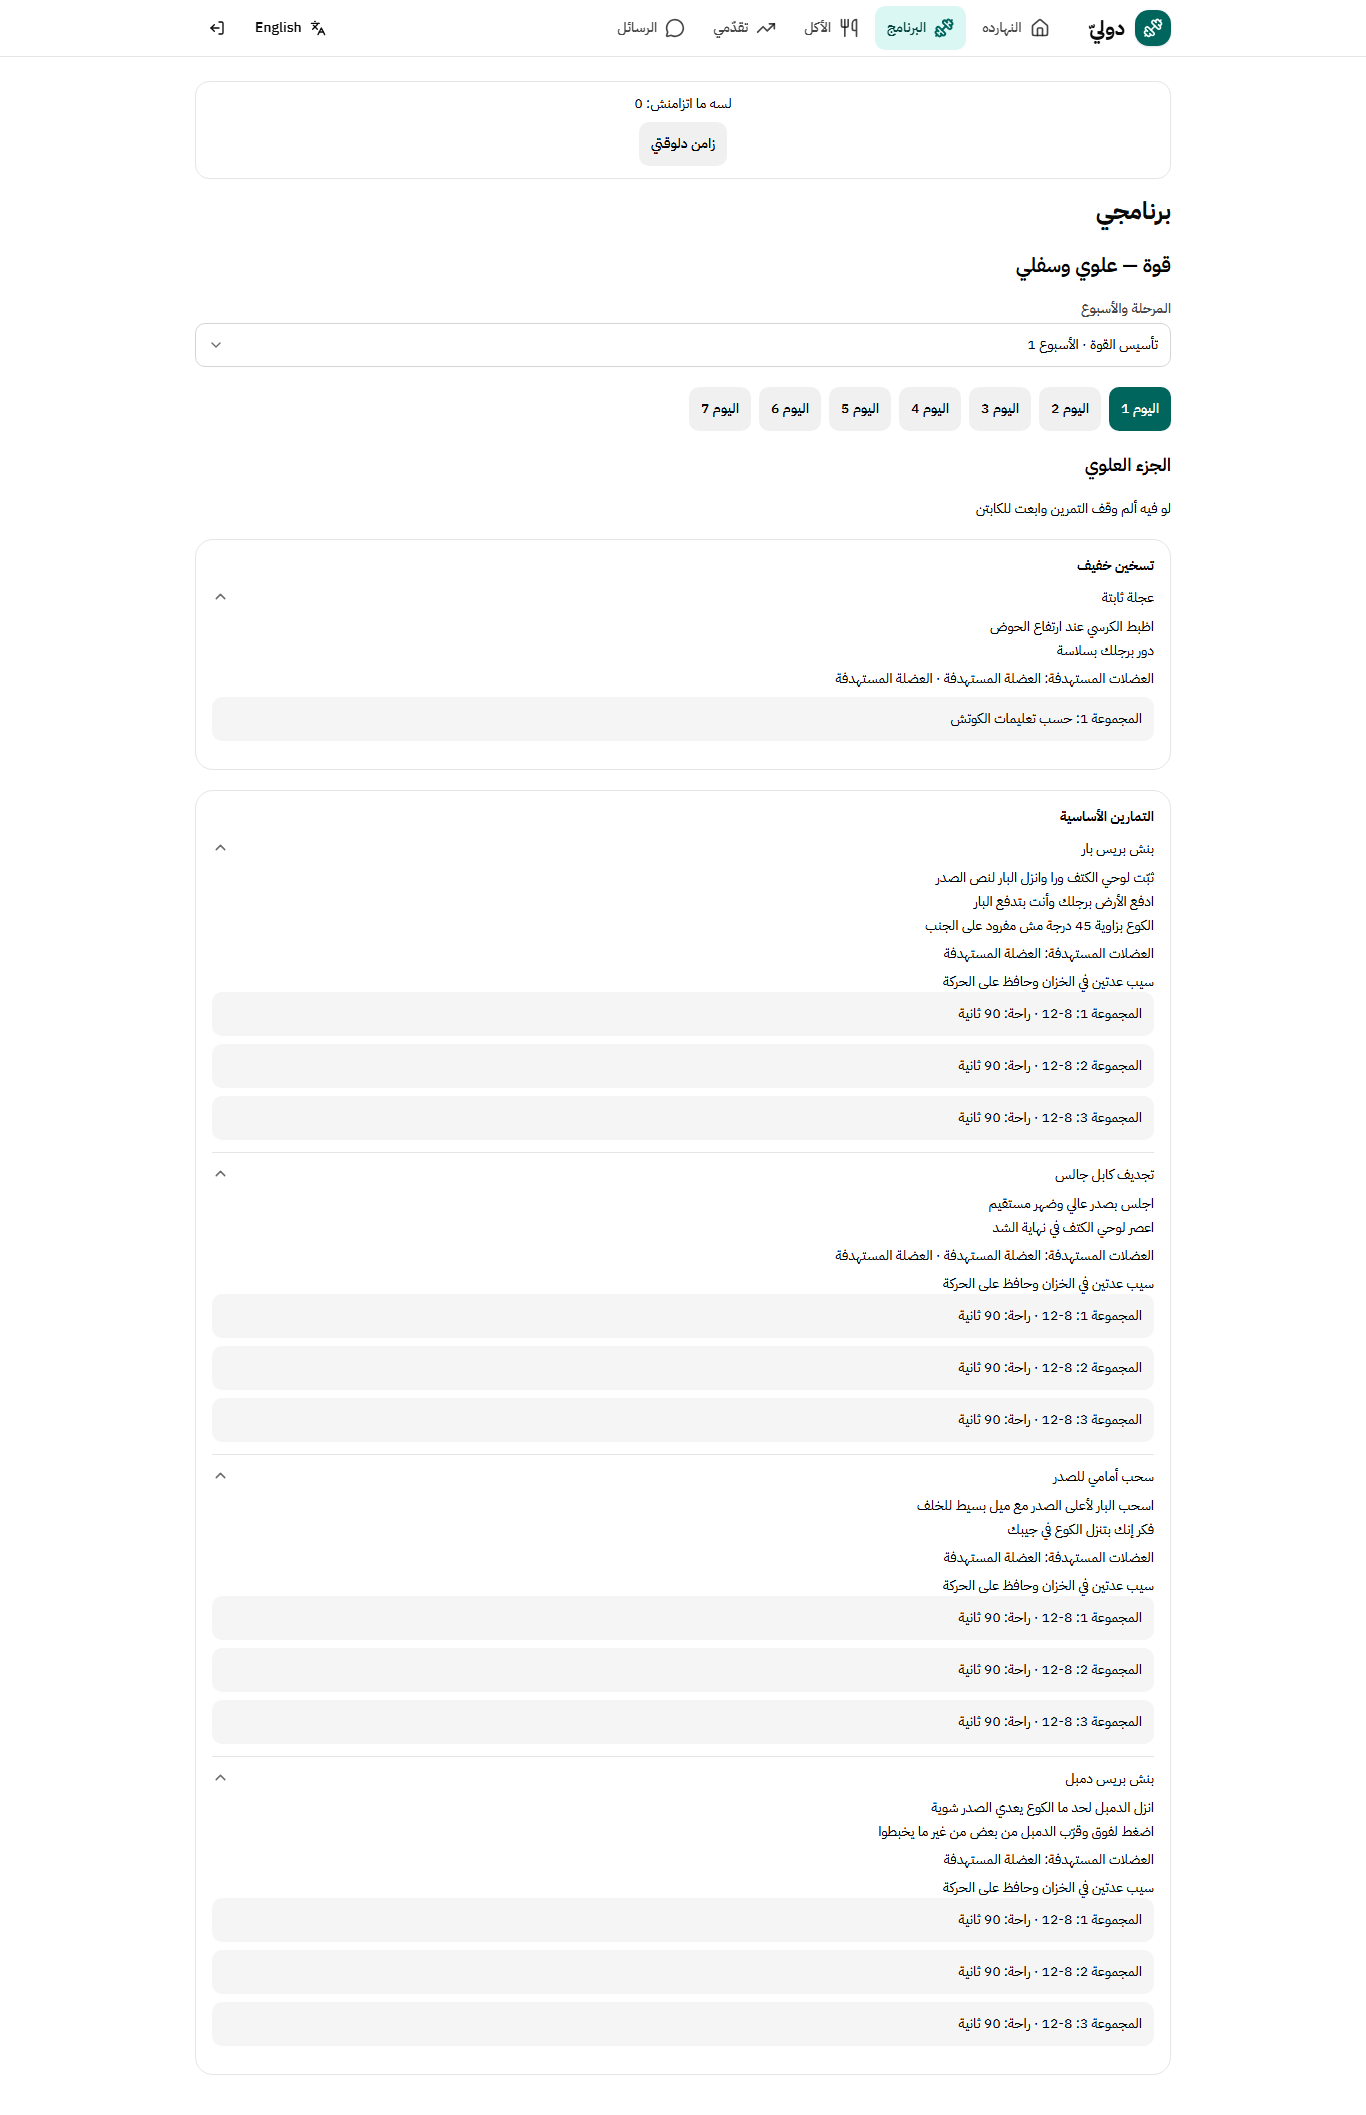 دوليّ
النهارده
البرنامج
الأكل
تقدّمي
الرسائل
English
لسه ما اتزامنش: 0
زامن دلوقتي
برنامجي
قوة — علوي وسفلي
المرحلة والأسبوع
تأسيس القوة · الأسبوع 1
اليوم 1
اليوم 2
اليوم 3
اليوم 4
اليوم 5
اليوم 6
اليوم 7
الجزء العلوي
لو فيه ألم وقف التمرين وابعت للكابتن
تسخين خفيف
عجلة ثابتة
اظبط الكرسي عند ارتفاع الحوض
دور برجلك بسلاسة
العضلات المستهدفة: العضلة المستهدفة · العضلة المستهدفة
المجموعة 1: حسب تعليمات الكوتش
التمارين الأساسية
بنش بريس بار
ثبّت لوحي الكتف ورا وانزل البار لنص الصدر
ادفع الأرض برجلك وأنت بتدفع البار
الكوع بزاوية 45 درجة مش مفرود على الجنب
العضلات المستهدفة: العضلة المستهدفة
سيب عدتين في الخزان وحافظ على الحركة
المجموعة 1: 8-12 · راحة: 90 ثانية
المجموعة 2: 8-12 · راحة: 90 ثانية
المجموعة 3: 8-12 · راحة: 90 ثانية
تجديف كابل جالس
اجلس بصدر عالي وضهر مستقيم
اعصر لوحي الكتف في نهاية الشد
العضلات المستهدفة: العضلة المستهدفة · العضلة المستهدفة
سيب عدتين في الخزان وحافظ على الحركة
المجموعة 1: 8-12 · راحة: 90 ثانية
المجموعة 2: 8-12 · راحة: 90 ثانية
المجموعة 3: 8-12 · راحة: 90 ثانية
سحب أمامي للصدر
اسحب البار لأعلى الصدر مع ميل بسيط للخلف
فكر إنك بتنزل الكوع في جيبك
العضلات المستهدفة: العضلة المستهدفة
سيب عدتين في الخزان وحافظ على الحركة
المجموعة 1: 8-12 · راحة: 90 ثانية
المجموعة 2: 8-12 · راحة: 90 ثانية
المجموعة 3: 8-12 · راحة: 90 ثانية
بنش بريس دمبل
انزل الدمبل لحد ما الكوع يعدي الصدر شوية
اضغط لفوق وقرّب الدمبل من بعض من غير ما يخبطوا
العضلات المستهدفة: العضلة المستهدفة
سيب عدتين في الخزان وحافظ على الحركة
المجموعة 1: 8-12 · راحة: 90 ثانية
المجموعة 2: 8-12 · راحة: 90 ثانية
المجموعة 3: 8-12 · راحة: 90 ثانية